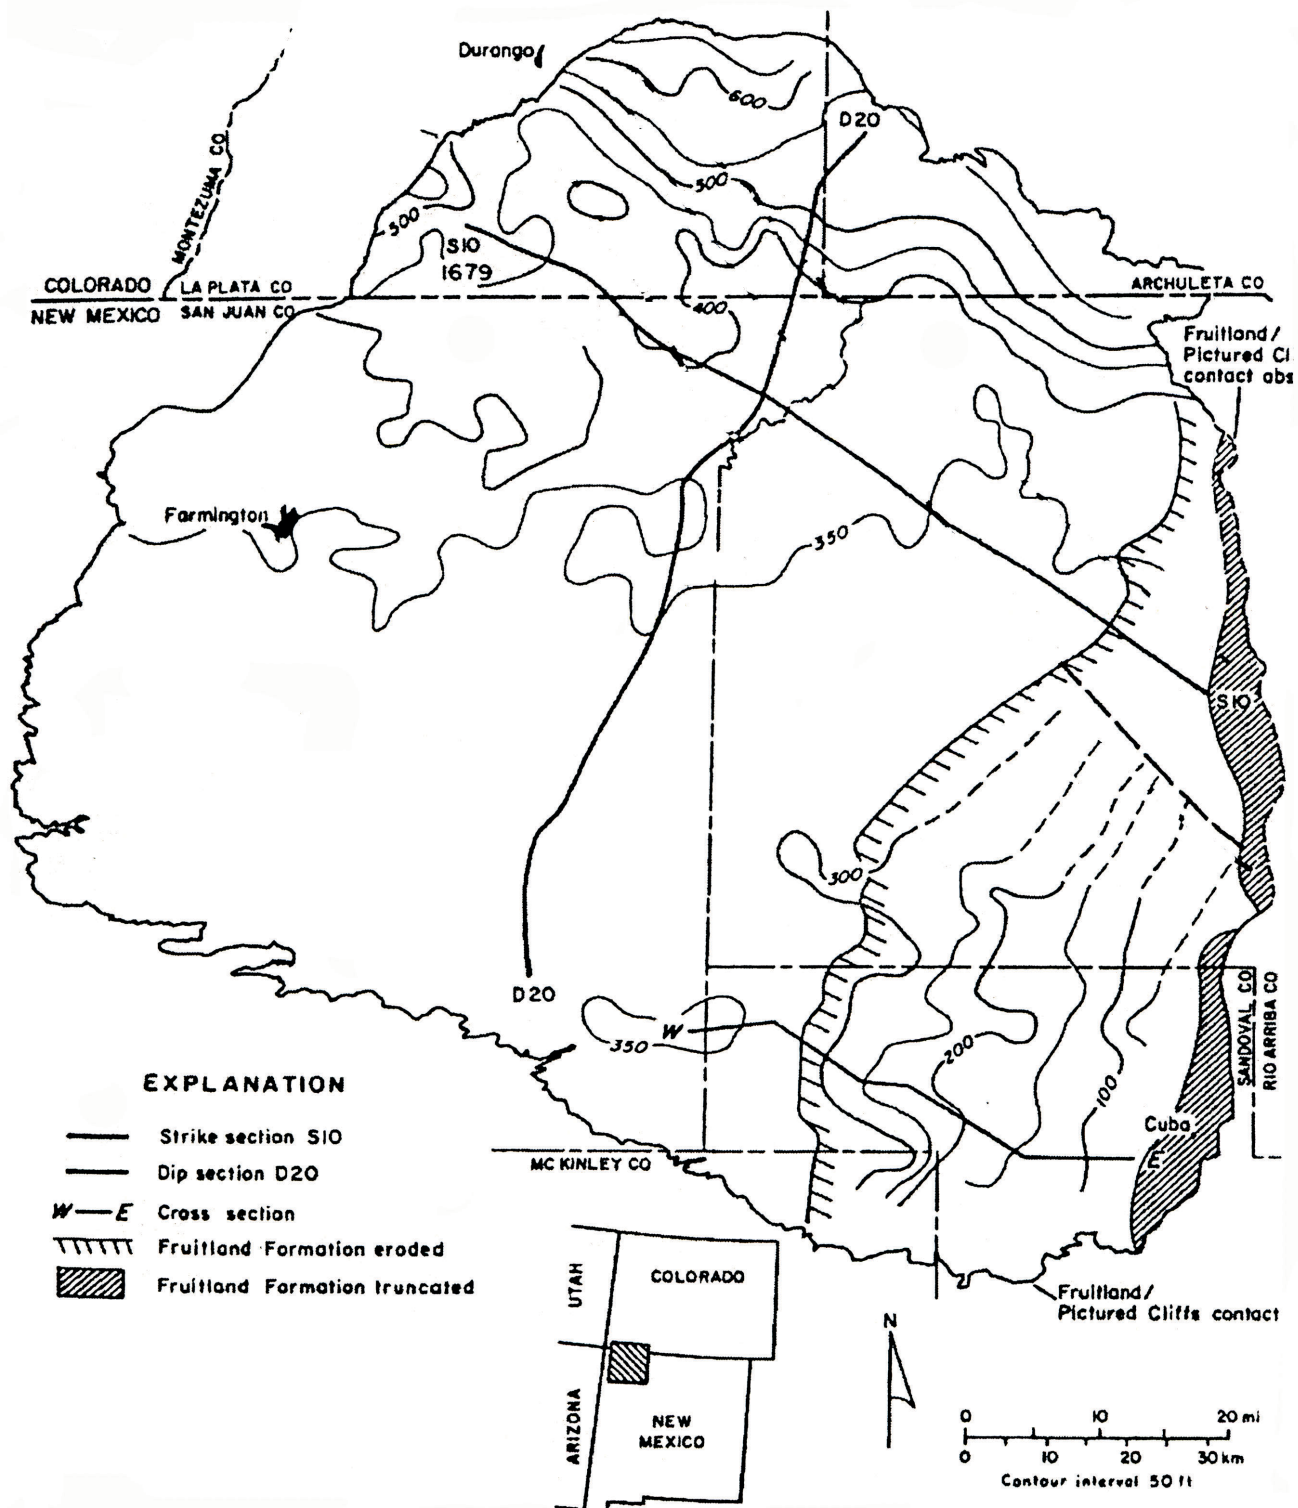 Durango
600
D20
MONTEZUMA CO
500
500
S10
1679
COLORADO
LA PLATA CO
ARCHULETA CO
NEW MEXICO
SAN JUAN CO
400
Fruitland/
Pictured Cl
contact abs
Farmington
350
S10
300
D20
W
350
200
100
SANDOVAL CO
RIO ARRIBA CO
Cuba
E
MC KINLEY CO
EXPLANATION
Strike section S10
Dip section D20
W—E Cross section
Fruitland Formation eroded
Fruitland Formation truncated
Fruitland/
Pictured Cliffs contact
UTAH
COLORADO
ARIZONA
NEW
MEXICO
N
0 10 20 mi
0 10 20 30 km
Contour interval 50 ft